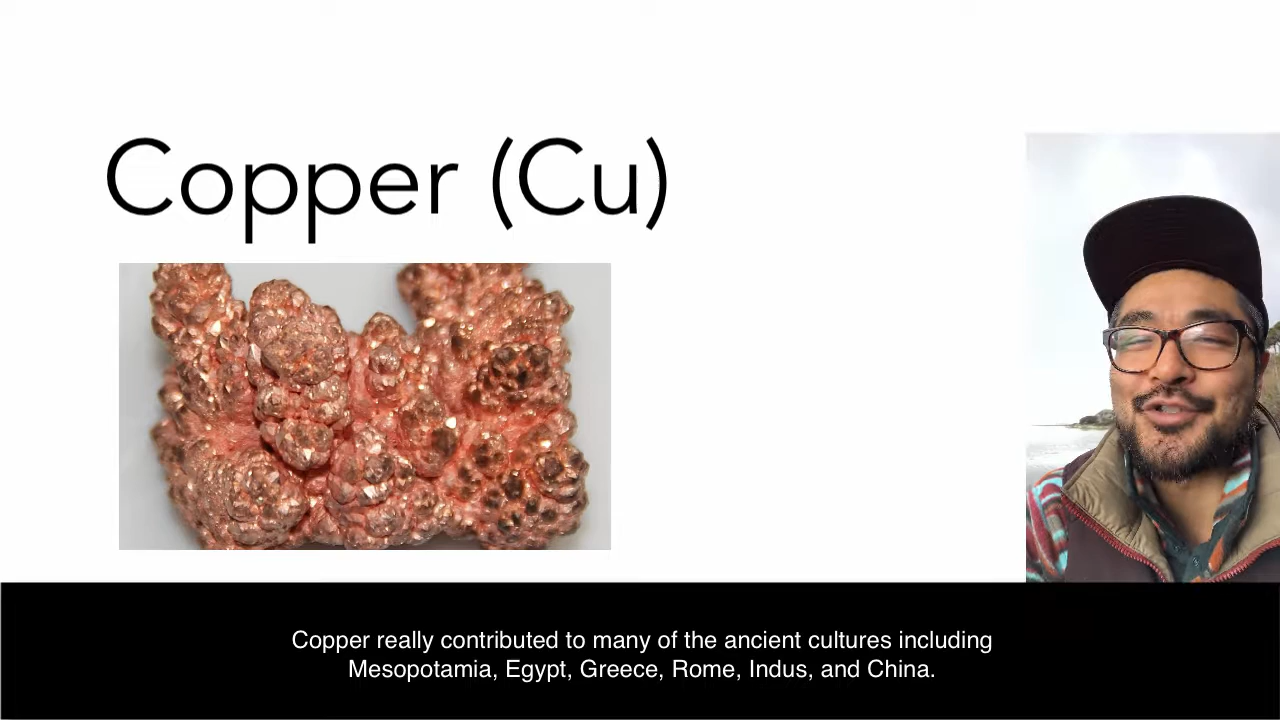 Copper (Cu)
Copper really contributed to many of the ancient cultures including
Mesopotamia, Egypt, Greece, Rome, Indus, and China.